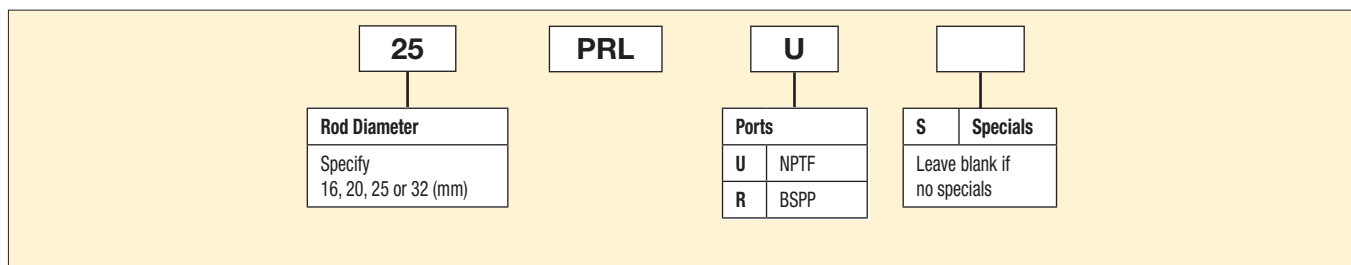 25 PRL U
Rod Diameter
Specify
16, 20, 25 or 32 (mm)
Ports
U NPTF
R BSPP
S Specials
Leave blank if
no specials